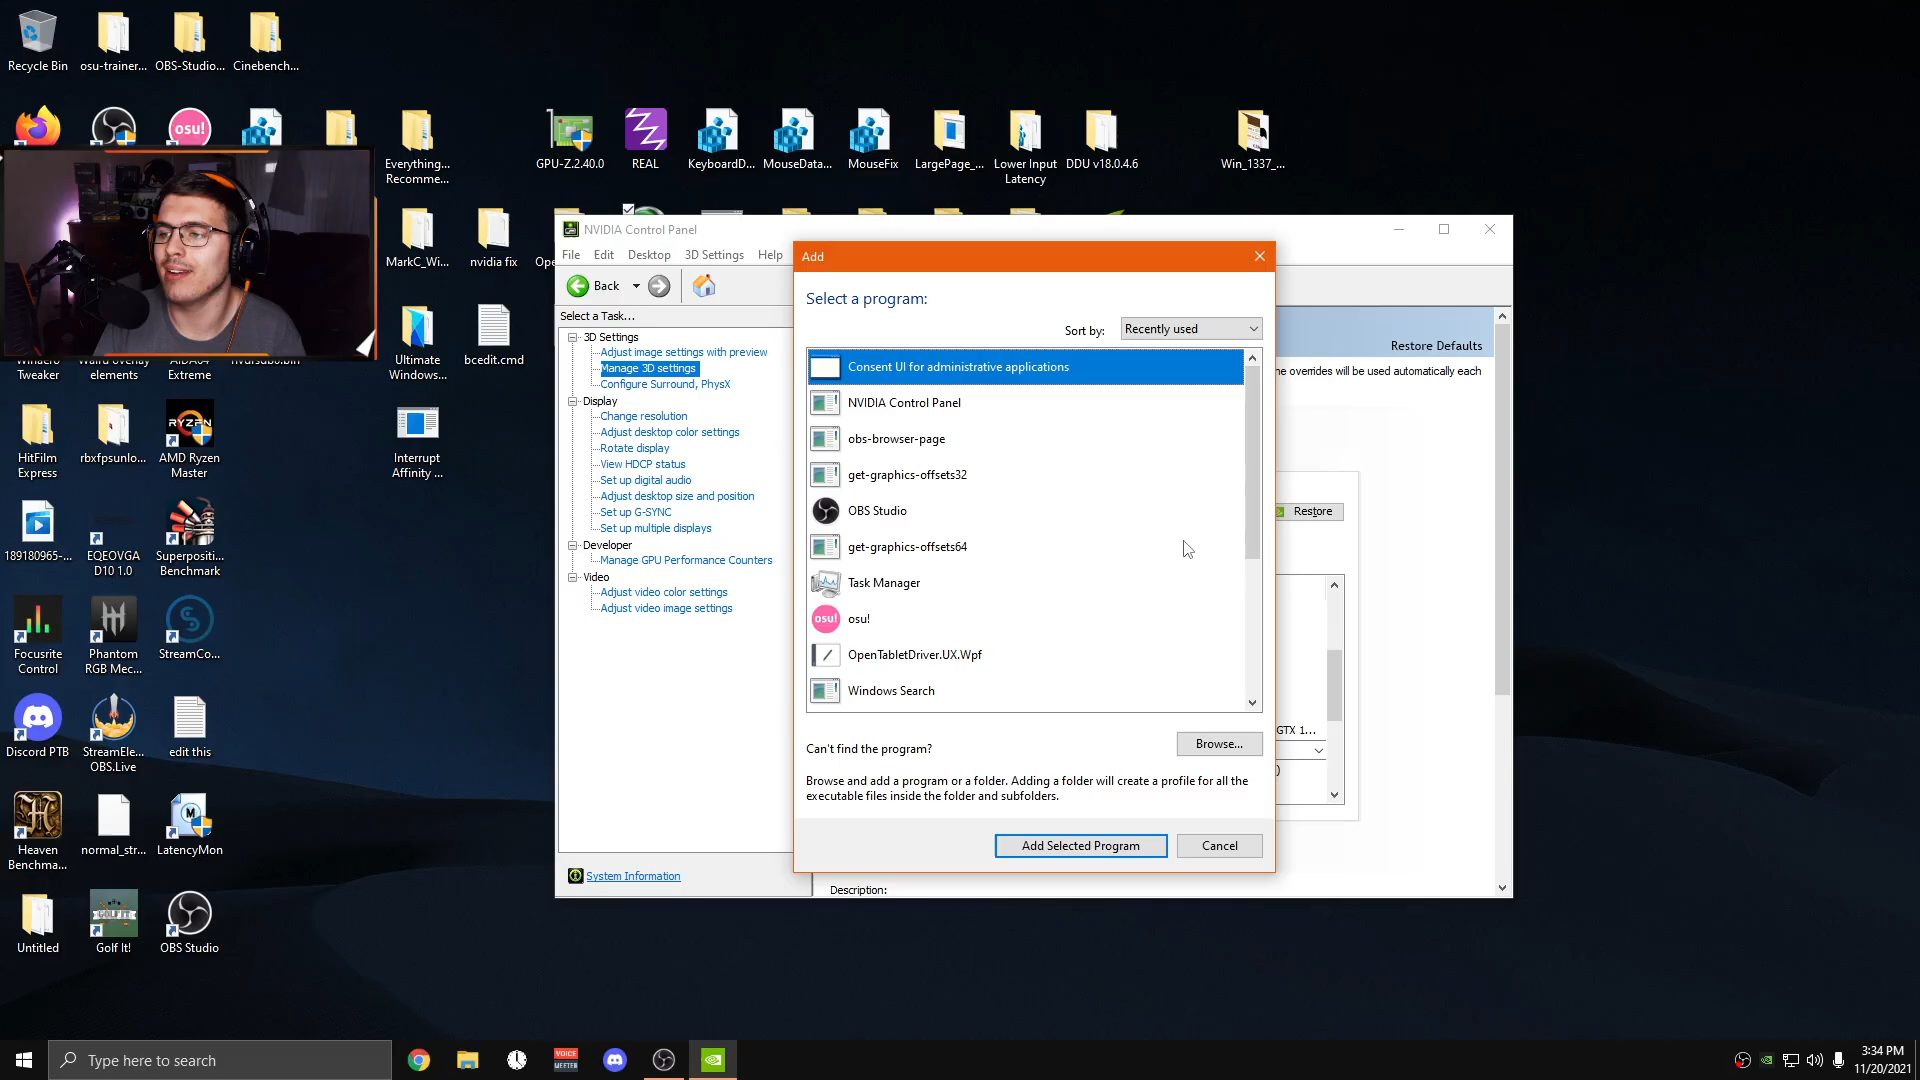 Recycle Bin
osu-trainer...
OBS-Studio...
Cinebench...
osu!
Everything...
Recomme...
GPU-Z.2.40.0
REAL
KeyboardD...
MouseData...
MouseFix
LargePage_...
Lower Input
Latency
DDU v18.0.4.6
Win_1337_...
MarkC_Wi...
nvidia fix
Winaero
Tweaker
elements
AIDA64
Extreme
Ultimate
Windows...
bcedit.cmd
HitFilm
Express
rbxfpsunlo...
RYZEN
AMD Ryzen
Master
Interrupt
Affinity ...
189180965-...
EQEOVGA
D10 1.0
Superpositi...
Benchmark
Focusrite
Control
Phantom
RGB Mec...
StreamCo...
Discord PTB
StreamEle...
OBS.Live
edit this
Heaven
Benchma...
normal_str...
LatencyMon
Untitled
GOLF IT!
Golf It!
OBS Studio
NVIDIA Control Panel
File Edit Desktop 3D Settings Help
Back
Select a Task...
3D Settings
Adjust image settings with preview
Manage 3D settings
Configure Surround, PhysX
Display
Change resolution
Adjust desktop color settings
Rotate display
View HDCP status
Set up digital audio
Adjust desktop size and position
Set up G-SYNC
Set up multiple displays
Developer
Manage GPU Performance Counters
Video
Adjust video color settings
Adjust video image settings
System Information
Restore Defaults
he overrides will be used automatically each
Restore
GTX 1...
)
Description:
Add
Select a program:
Sort by: Recently used
Consent UI for administrative applications
NVIDIA Control Panel
obs-browser-page
get-graphics-offsets32
OBS Studio
get-graphics-offsets64
Task Manager
osu!
osu!
OpenTabletDriver.UX.Wpf
Windows Search
Can't find the program?
Browse...
Browse and add a program or a folder. Adding a folder will create a profile for all the
executable files inside the folder and subfolders.
Add Selected Program
Cancel
Type here to search
VOICE
MEETER
3:34 PM
11/20/2021